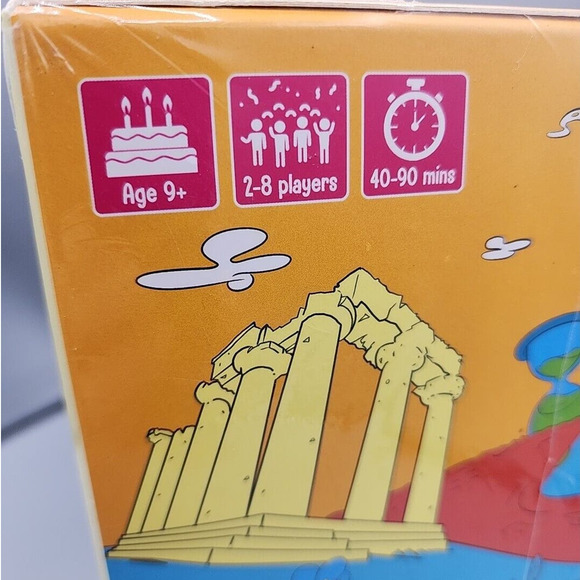 Age 9+
2-8 players
40-90 mins